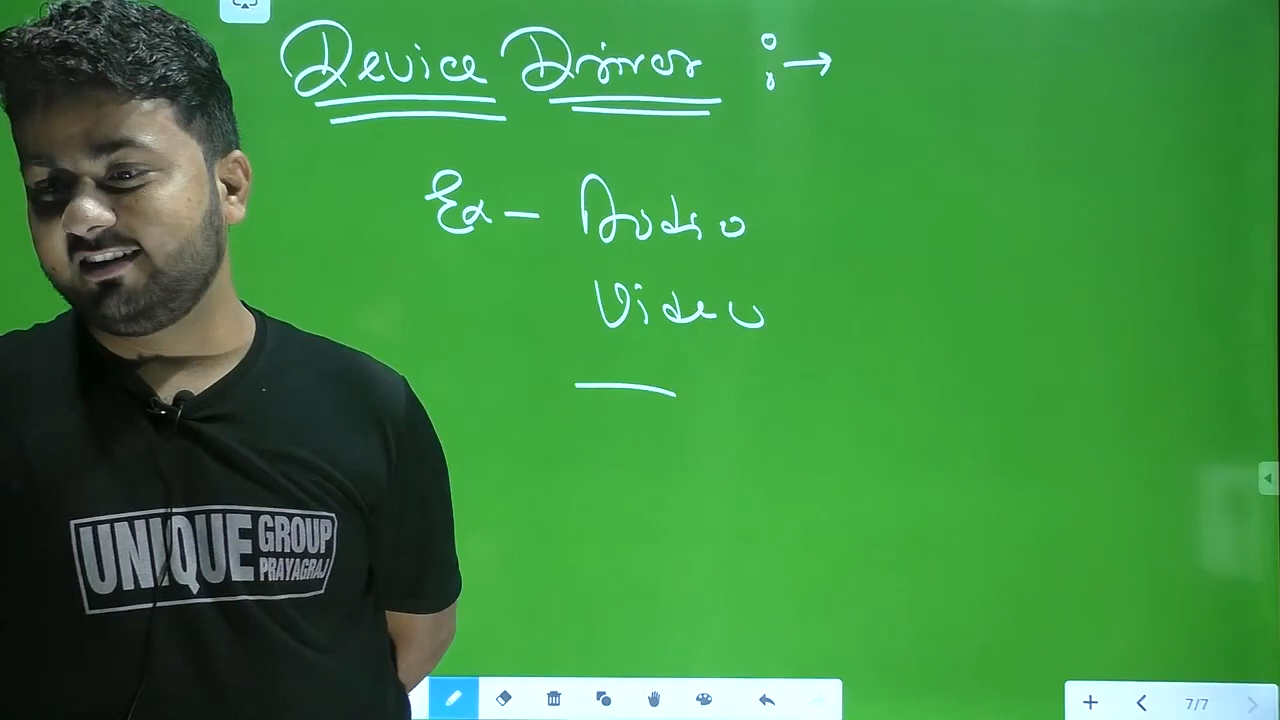 Device Driver :→
Ex - Audio
Video
UNIQUE GROUP
PRAYAGRAJ
7/7